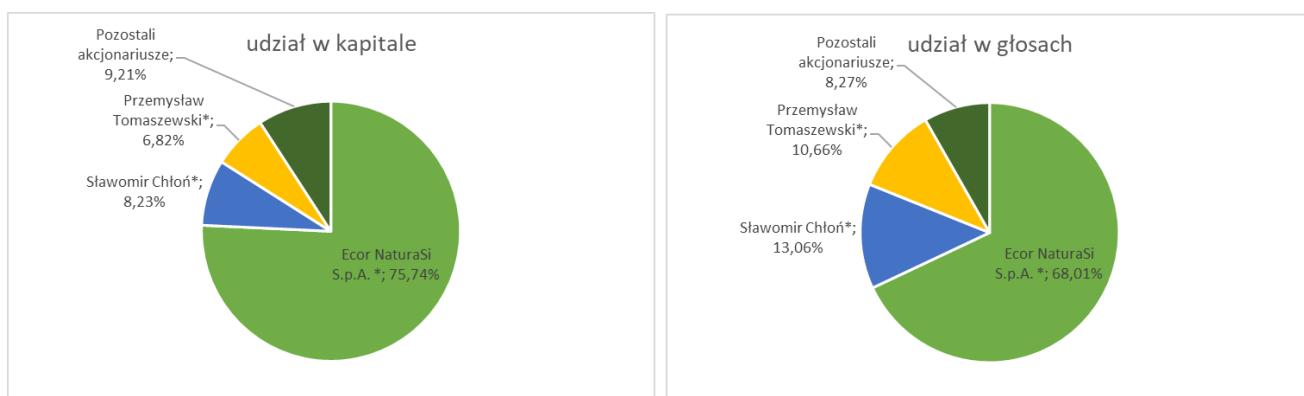 udział w kapitale
Pozostali
akcjonariusze;
9,21%
Przemysław
Tomaszewski*;
6,82%
Sławomir Chłoń*;
8,23%
Ecor NaturaSi
S.p.A. *; 75,74%
udział w głosach
Pozostali
akcjonariusze;
8,27%
Przemysław
Tomaszewski*;
10,66%
Sławomir Chłoń*;
13,06%
Ecor NaturaSi
S.p.A. *; 68,01%